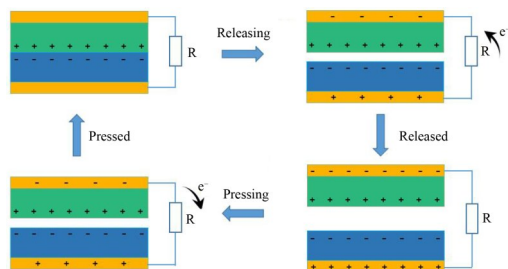 Releasing
R
R
e⁻
Pressed
Released
Pressing
e⁻
R
R